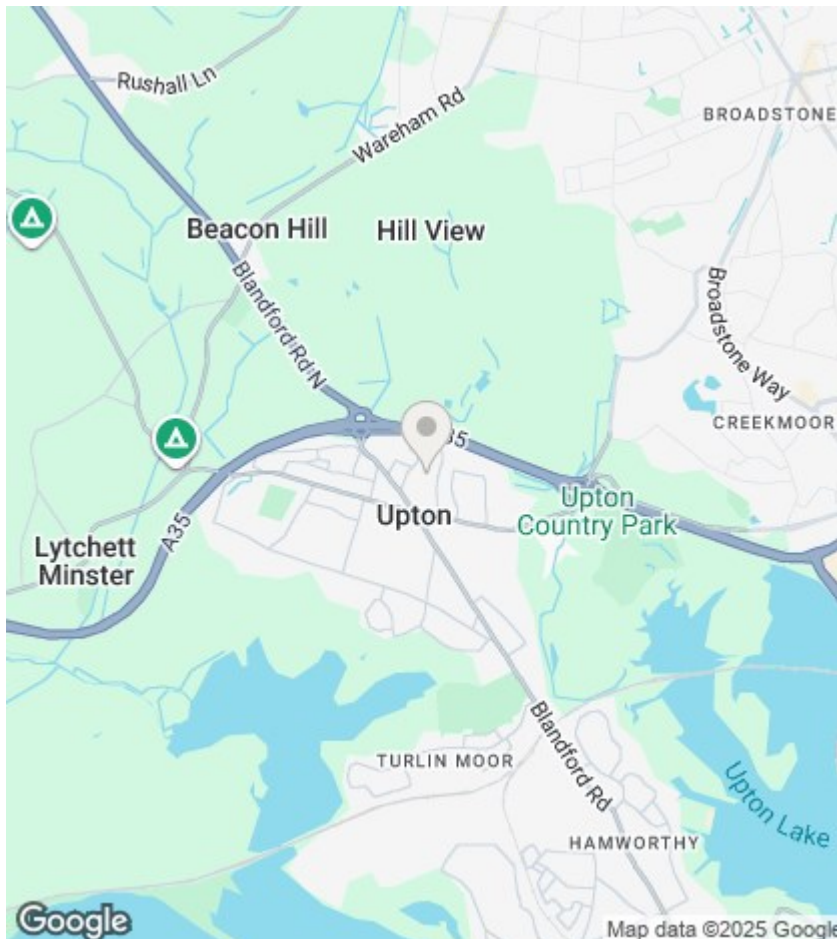 Rushall Ln
Wareham Rd
BROADSTONE
Beacon Hill
Hill View
Blandford Rd N
Broadstone Way
CREEKMOOR
35
Upton
Upton
Country Park
A35
Lytchett
Minster
Blandford Rd
TURLIN MOOR
Upton Lake
HAMWORTHY
Google
Map data ©2025 Google